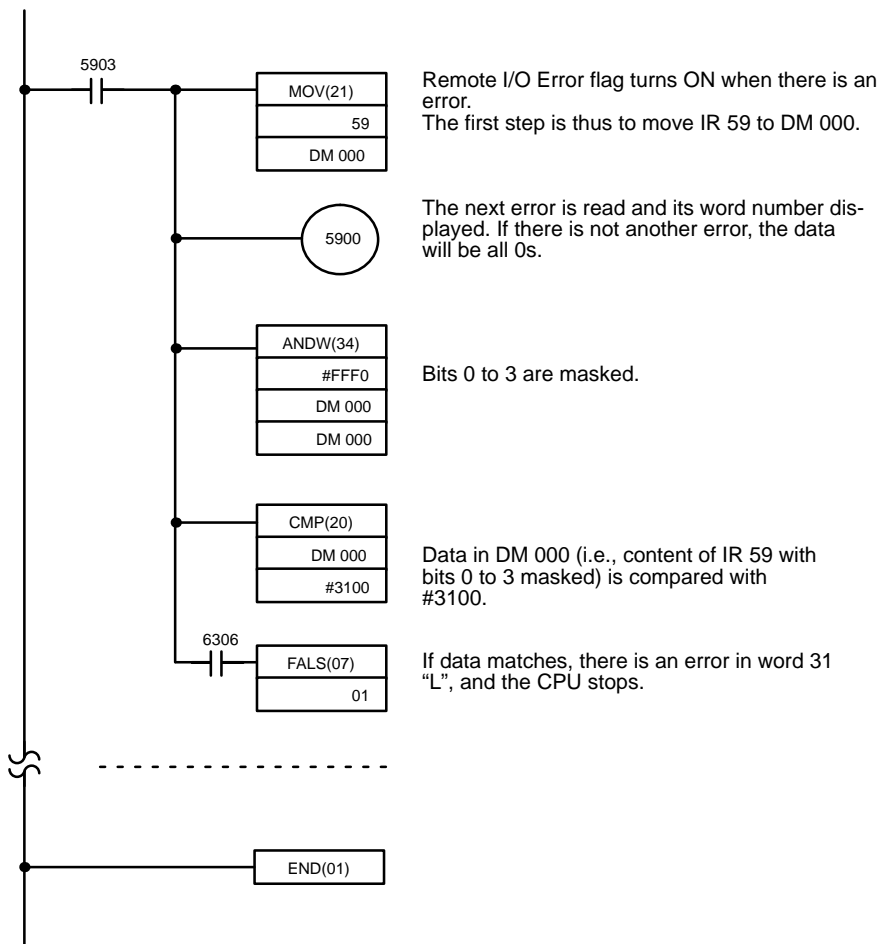 5903
MOV(21)
59
DM 000
Remote I/O Error flag turns ON when there is an
error.
The first step is thus to move IR 59 to DM 000.
5900
The next error is read and its word number dis-
played. If there is not another error, the data
will be all 0s.
ANDW(34)
#FFF0
DM 000
DM 000
Bits 0 to 3 are masked.
CMP(20)
DM 000
#3100
Data in DM 000 (i.e., content of IR 59 with
bits 0 to 3 masked) is compared with
#3100.
6306
FALS(07)
01
If data matches, there is an error in word 31
“L”, and the CPU stops.
END(01)